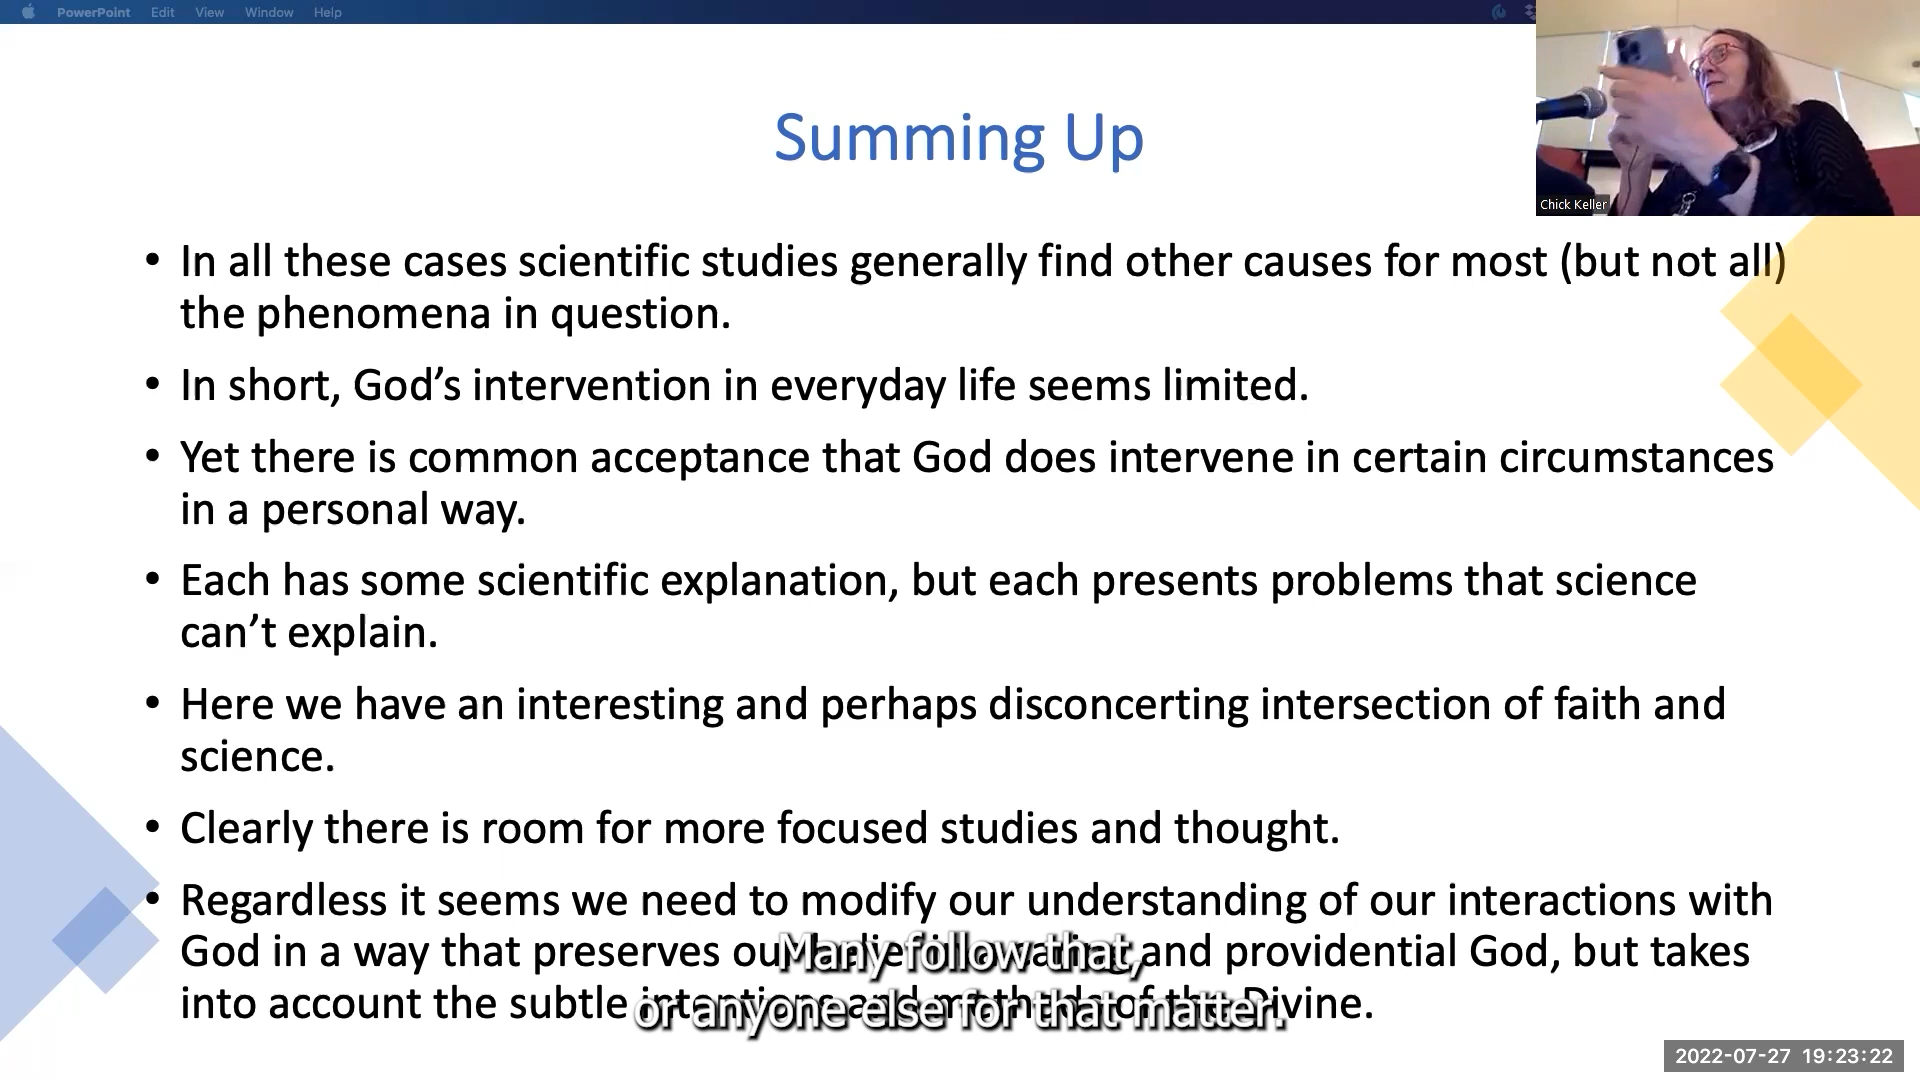 PowerPoint Edit View Window Help
Chick Keller
Summing Up
• In all these cases scientific studies generally find other causes for most (but not all)
the phenomena in question.
• In short, God’s intervention in everyday life seems limited.
• Yet there is common acceptance that God does intervene in certain circumstances
in a personal way.
• Each has some scientific explanation, but each presents problems that science
can’t explain.
• Here we have an interesting and perhaps disconcerting intersection of faith and
science.
• Clearly there is room for more focused studies and thought.
• Regardless it seems we need to modify our understanding of our interactions with
God in a way that preserves our and providential God, but takes
into account the subtle intentions and methods of the Divine.
Many follow that,
or anyone else for that matter.
2022-07-27 19:23:22